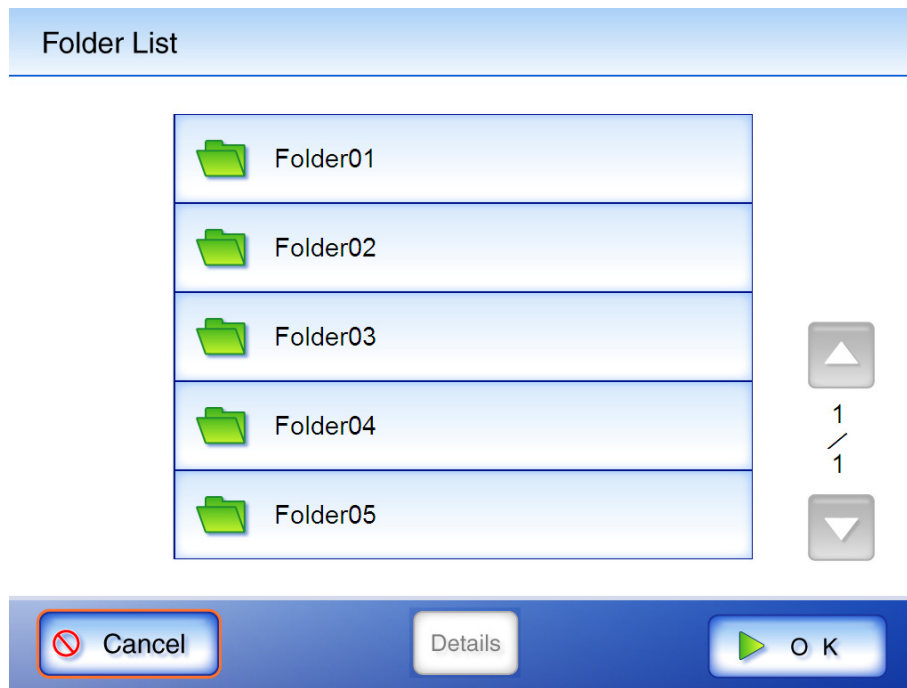 Folder List
Folder01
Folder02
Folder03
Folder04
Folder05
1
/
1
Cancel
Details
O K